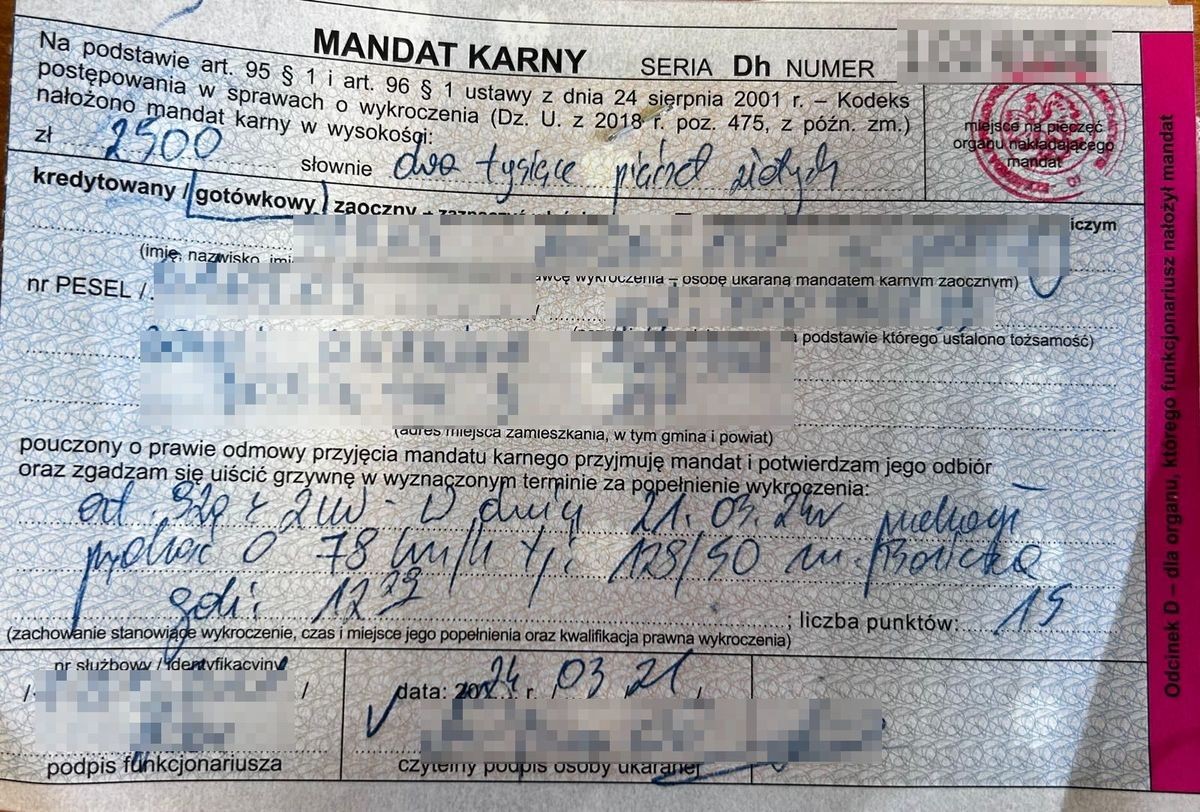 MANDAT KARNY SERIA Dh NUMER
Na podstawie art. 95 § 1 i art. 96 § 1 ustawy z dnia 24 sierpnia 2001 r. – Kodeks
postępowania w sprawach o wykroczenia (Dz. U. z 2018 r. poz. 475, z późn. zm.)
nałożono mandat karny w wysokości:
miejsce na pieczęć
organu nakładającego
mandat
zł 2500 słownie dwa tysiące pięćset złotych
kredytowany / gotówkowy / zaoczny
iczym
(imię, nazwisko, imi
wcę wykroczenia – osobę ukaraną mandatem karnym zaocznym)
nr PESEL /
podstawie którego ustalono tożsamość)
(adres miejsca zamieszkania, w tym gmina i powiat)
pouczony o prawie odmowy przyjęcia mandatu karnego przyjmuję mandat i potwierdzam jego odbiór
oraz zgadzam się uiścić grzywnę w wyznaczonym terminie za popełnienie wykroczenia:
W dniu 21.03.24r
prędkość o 78 km/h tj: 128/50 m.
godz: 12 29 ; liczba punktów: 15
(zachowanie stanowiące wykroczenie, czas i miejsce jego popełnienia oraz kwalifikacja prawna wykroczenia)
nr służbowy / identyfikacyjny
/ /
data: 2024 r. 03 21
podpis funkcjonariusza
czytelny podpis osoby ukaranej
Odcinek D – dla organu, którego funkcjonariusz nałożył mandat